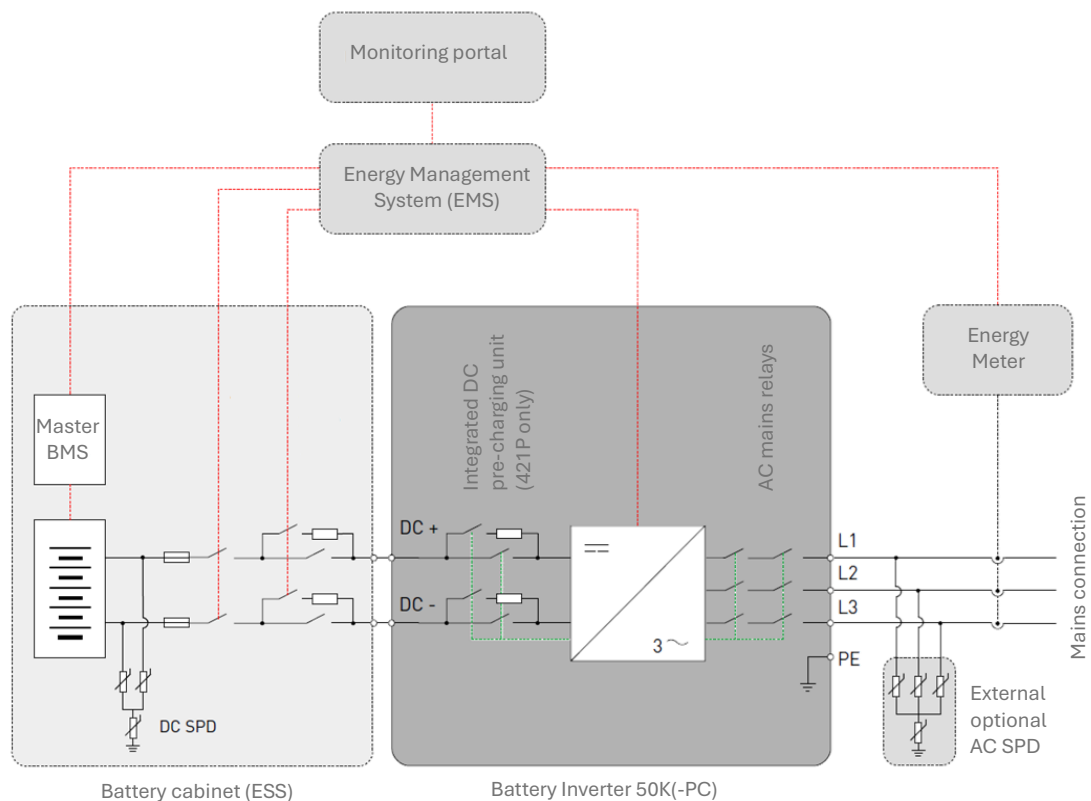 Monitoring portal
Energy Management
System (EMS)
Energy
Meter
Master
BMS
Integrated DC
pre-charging unit
(421P only)
AC mains relays
DC +
DC -
L1
L2
L3
PE
3
Mains connection
DC SPD
External
optional
AC SPD
Battery cabinet (ESS)
Battery Inverter 50K(-PC)